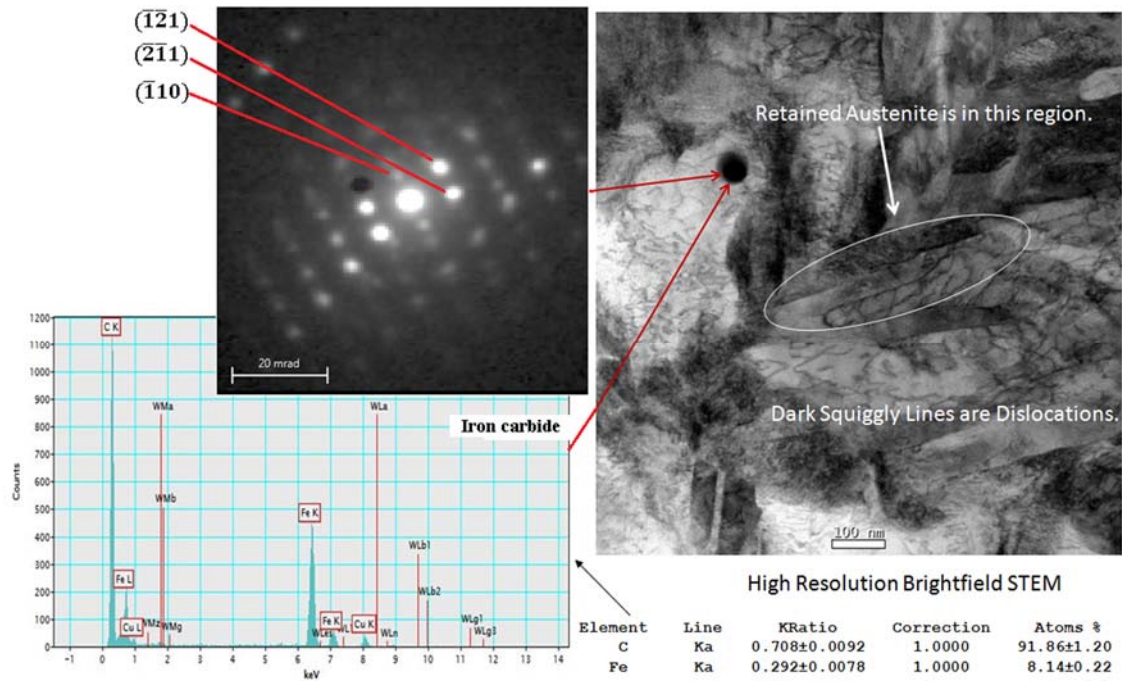 (1̅2̅1)
(2̅11)
(1̅10)
20 mrad
Retained Austenite is in this region.
Dark Squiggly Lines are Dislocations.
100 nm
High Resolution Brightfield STEM
Iron carbide
Counts
1200
1100
1000
900
800
700
600
500
400
300
200
100
0
C K
Fe L
Cu L
WMz
WMa
WMb
WMg
Fe K
Fe K
Cu K
WLa
WLn
WLb1
WLb2
WLg1
WLg3
-1 0 1 2 3 4 5 6 7 8 9 10 11 12 13 14
keV
Element Line KRatio Correction Atoms %
C Ka 0.708±0.0092 1.0000 91.86±1.20
Fe Ka 0.292±0.0078 1.0000 8.14±0.22